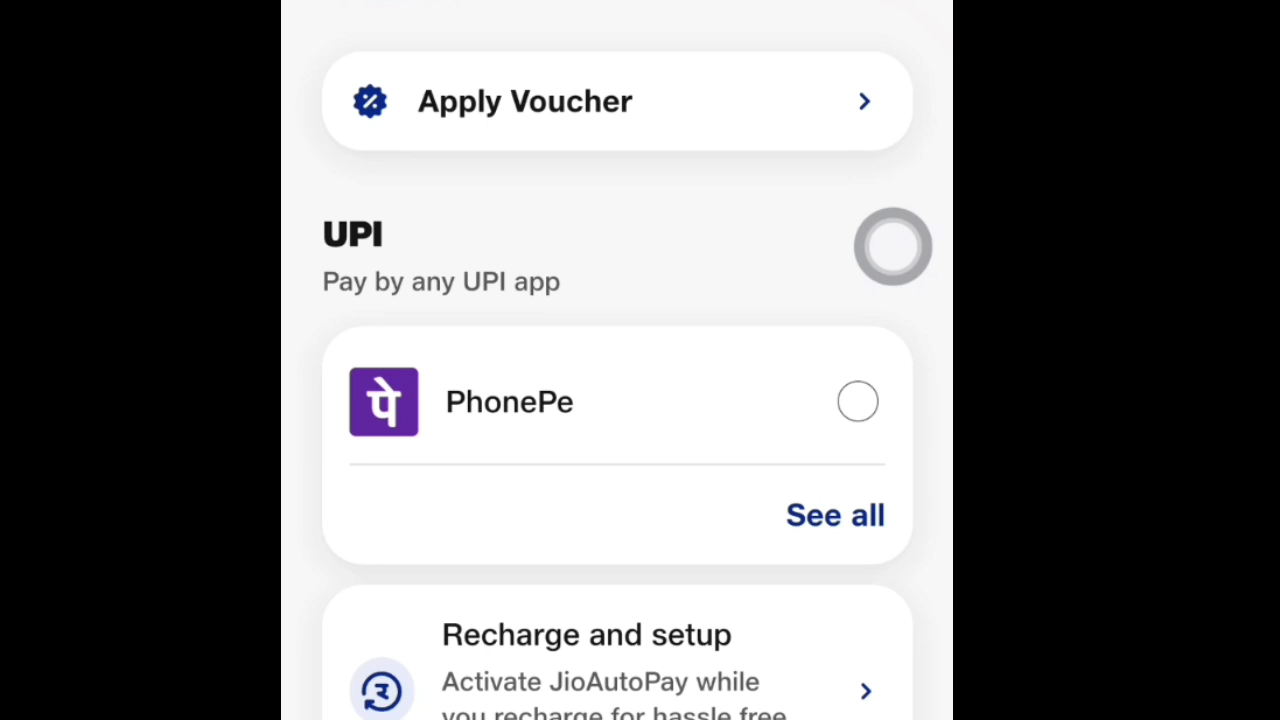 Apply Voucher
UPI
Pay by any UPI app
पे
PhonePe
See all
Recharge and setup
Activate JioAutoPay while
you recharge for hassle free